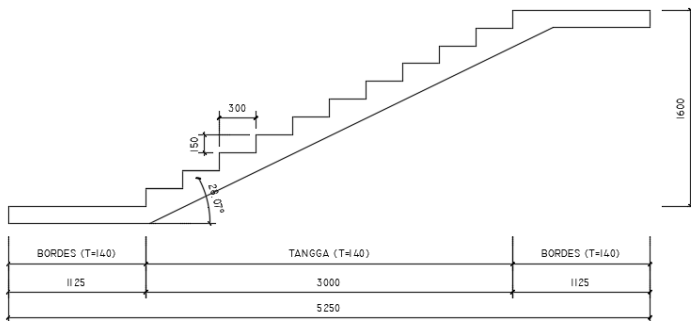 300
150
1600
28.07°
BORDES (T=140)
TANGGA (T=140)
BORDES (T=140)
1125
3000
1125
5250